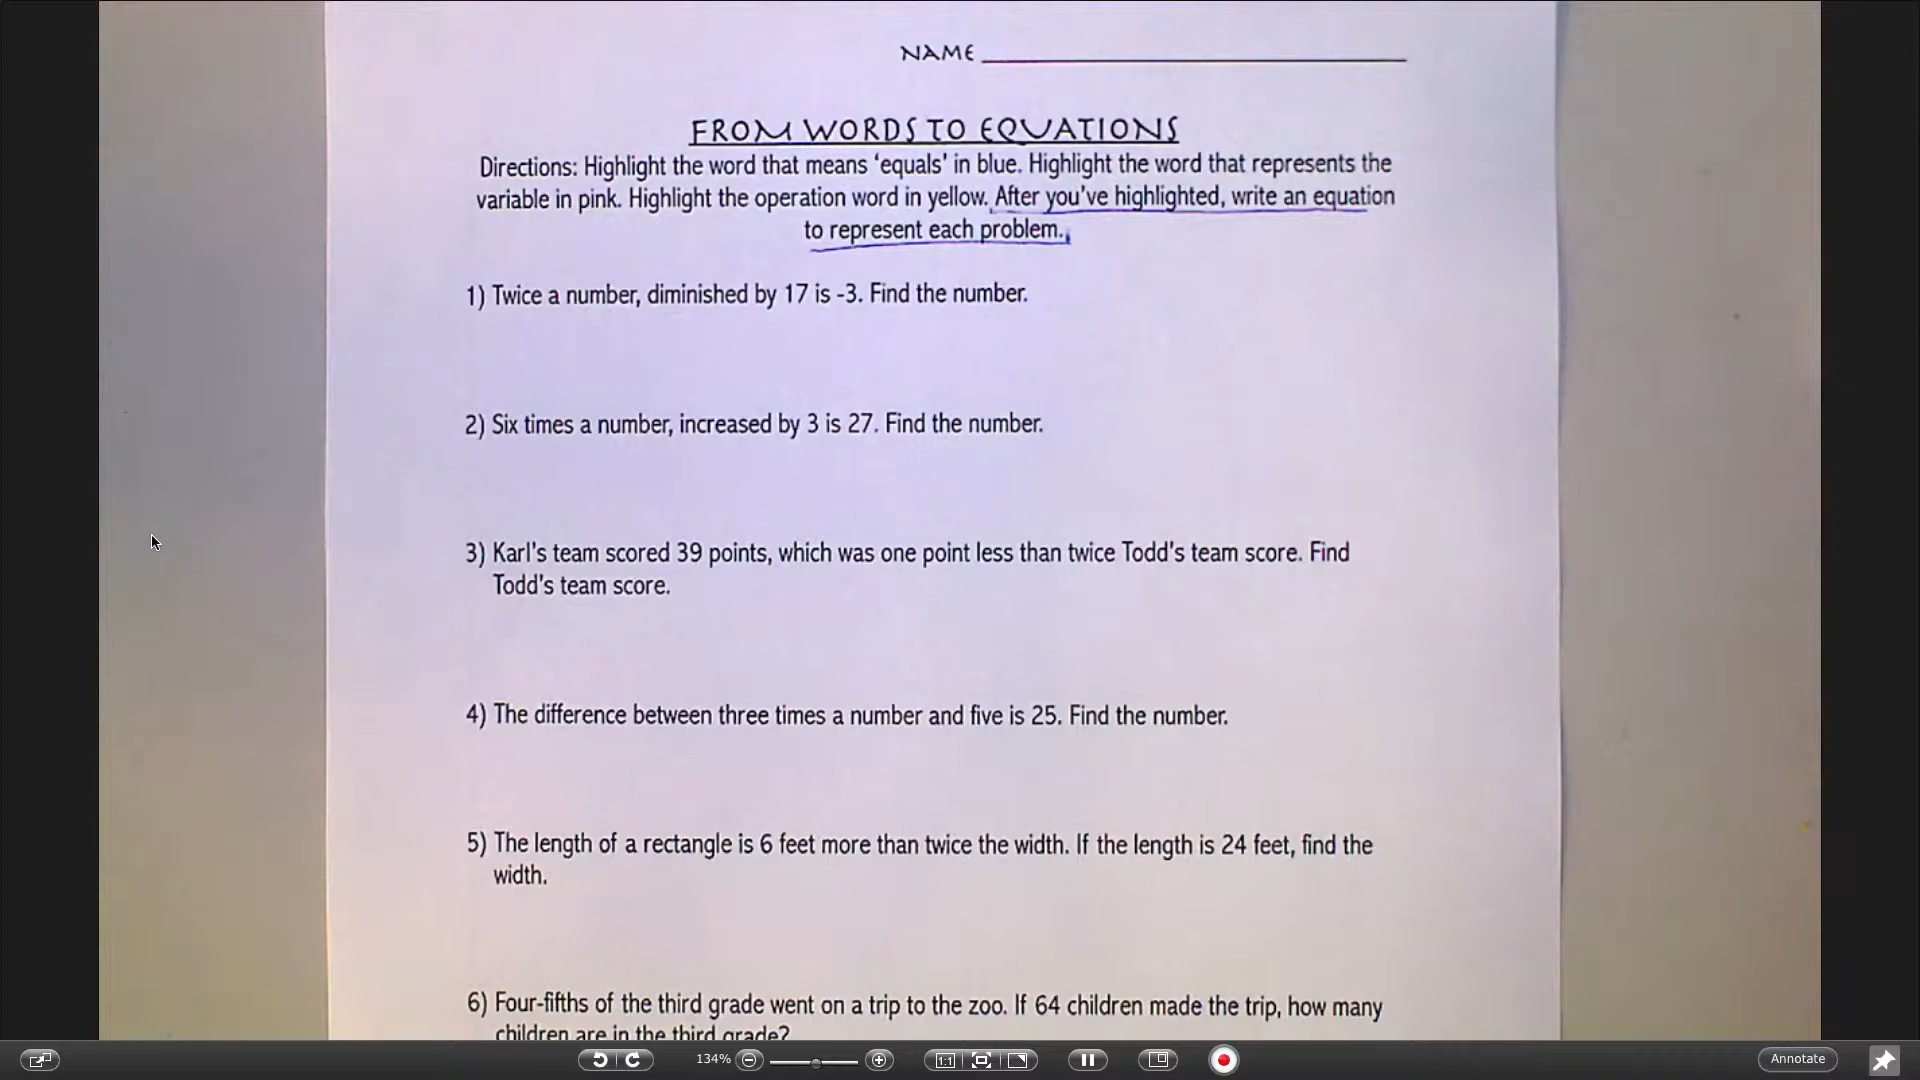 NAME
FROM WORDS TO EQUATIONS
Directions: Highlight the word that means ‘equals’ in blue. Highlight the word that represents the
variable in pink. Highlight the operation word in yellow. After you've highlighted, write an equation
to represent each problem.
1) Twice a number, diminished by 17 is -3. Find the number.
2) Six times a number, increased by 3 is 27. Find the number.
3) Karl's team scored 39 points, which was one point less than twice Todd's team score. Find
Todd's team score.
4) The difference between three times a number and five is 25. Find the number.
5) The length of a rectangle is 6 feet more than twice the width. If the length is 24 feet, find the
width.
6) Four-fifths of the third grade went on a trip to the zoo. If 64 children made the trip, how many
children are in the third grade?
134%
1:1
Annotate